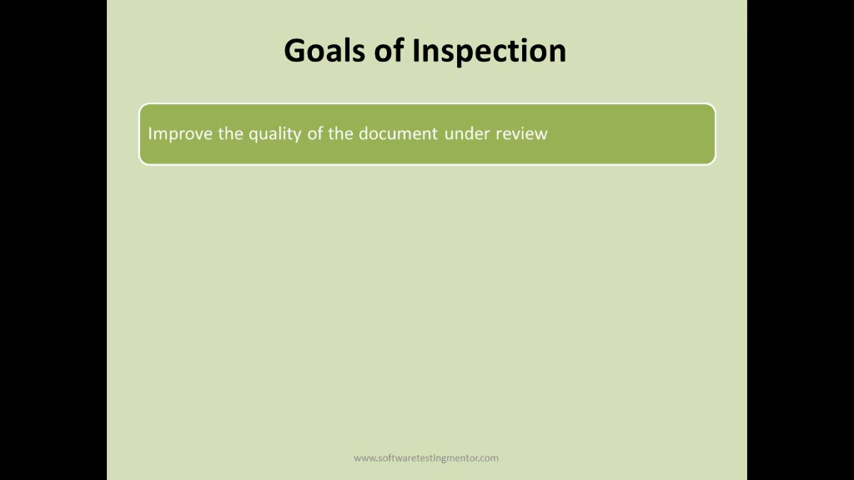 Goals of Inspection
Improve the quality of the document under review
www.softwaretestingmentor.com